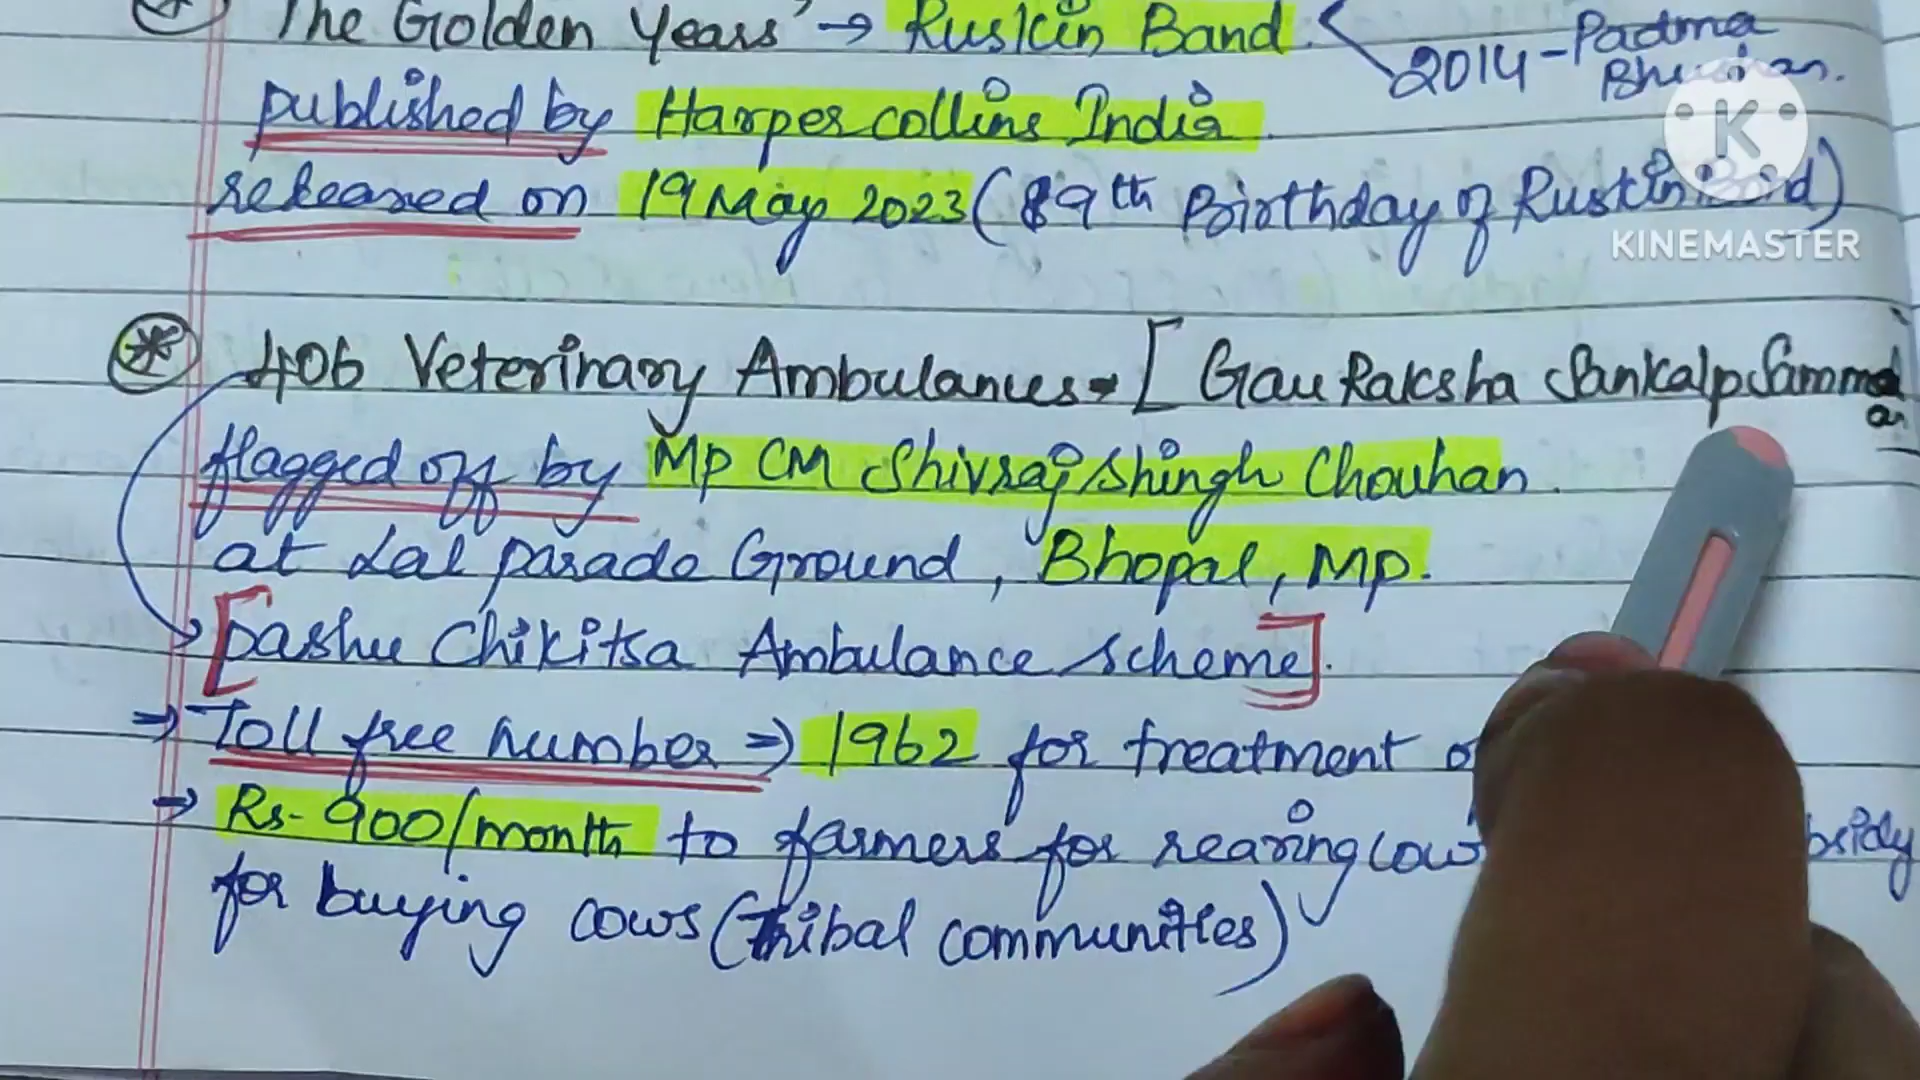 The Golden Years' → Ruskin Band
2014 - Padma
Bhushan.
published by Harper collins India
released on 19 May 2023 (89th Birthday of Ruskin Bond)
K
KINEMASTER
406 Veterinary Ambulances → [ Gau Raksha Sankalp Samm
an
flagged off by MP CM Shivraj Shingh Chouhan.
at Lal parade Ground, Bhopal, MP.
[Pashu Chikitsa Ambulance scheme].
⇒ Toll free number ⇒ 1962 for treatment
⇒ Rs- 900/month to farmers for rearing cow
for buying cows (Tribal communities)